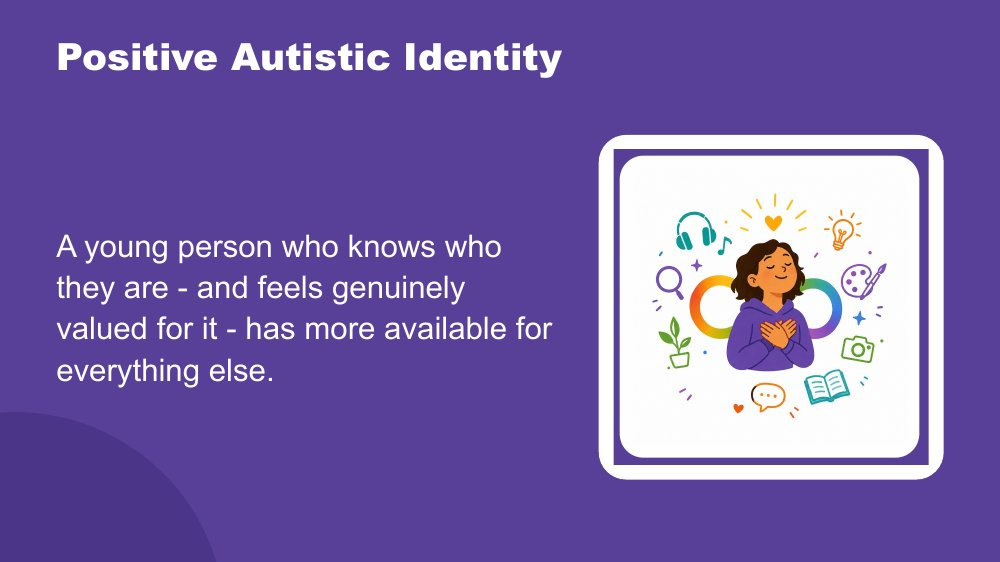 Positive Autistic Identity
A young person who knows who
they are - and feels genuinely
valued for it - has more available for
everything else.